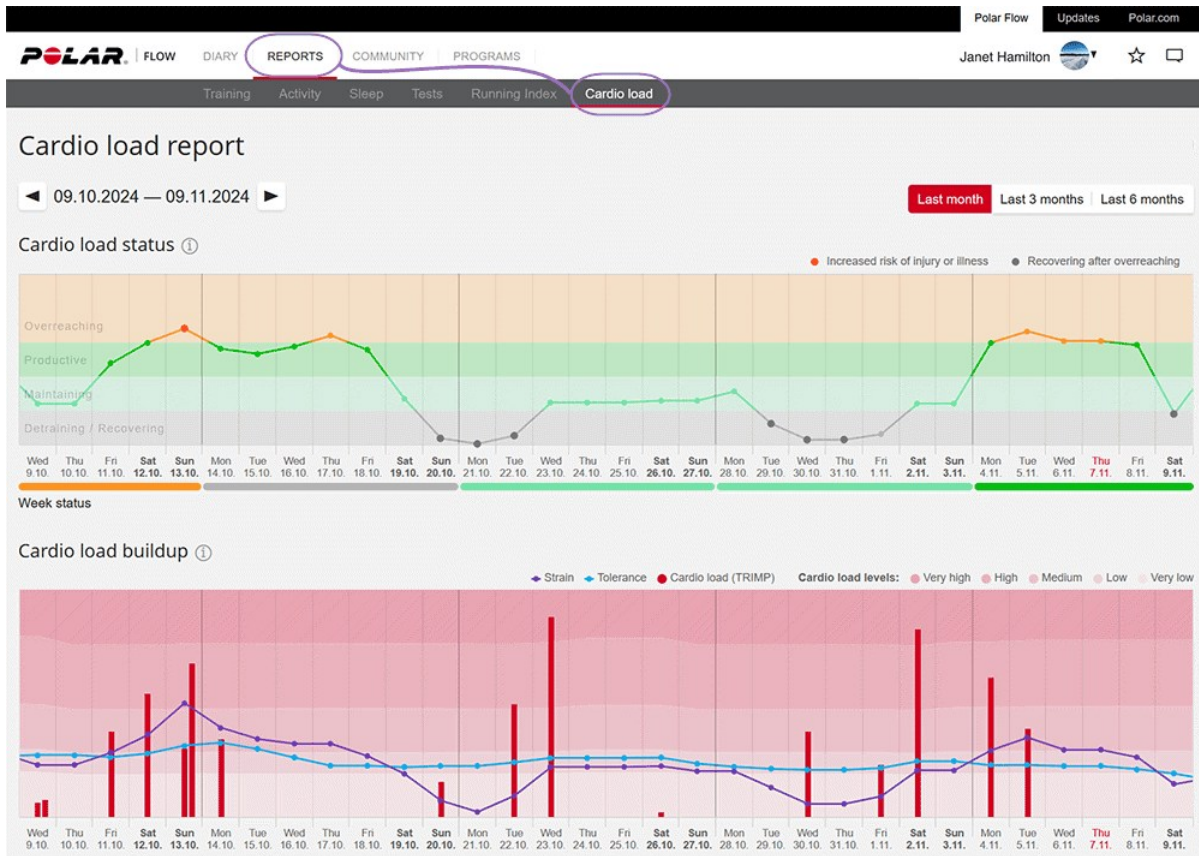 Polar Flow Updates Polar.com
POLAR. FLOW DIARY REPORTS COMMUNITY PROGRAMS Janet Hamilton
Training Activity Sleep Tests Running Index Cardio load
Cardio load report
09.10.2024 — 09.11.2024 Last month Last 3 months Last 6 months
Cardio load status
Increased risk of injury or illness Recovering after overreaching
Overreaching
Productive
Maintaining
Detraining / Recovering
Wed Thu Fri Sat Sun Mon Tue Wed Thu Fri Sat Sun Mon Tue Wed Thu Fri Sat Sun Mon Tue Wed Thu Fri Sat Sun Mon Tue Wed Thu Fri Sat
9.10. 10.10. 11.10. 12.10. 13.10. 14.10. 15.10. 16.10. 17.10. 18.10. 19.10. 20.10. 21.10. 22.10. 23.10. 24.10. 25.10. 26.10. 27.10. 28.10. 29.10. 30.10. 31.10. 1.11. 2.11. 3.11. 4.11. 5.11. 6.11. 7.11. 8.11. 9.11.
Week status
Cardio load buildup
Strain Tolerance Cardio load (TRIMP) Cardio load levels: Very high High Medium Low Very low
Wed Thu Fri Sat Sun Mon Tue Wed Thu Fri Sat Sun Mon Tue Wed Thu Fri Sat Sun Mon Tue Wed Thu Fri Sat Sun Mon Tue Wed Thu Fri Sat
9.10. 10.10. 11.10. 12.10. 13.10. 14.10. 15.10. 16.10. 17.10. 18.10. 19.10. 20.10. 21.10. 22.10. 23.10. 24.10. 25.10. 26.10. 27.10. 28.10. 29.10. 30.10. 31.10. 1.11. 2.11. 3.11. 4.11. 5.11. 6.11. 7.11. 8.11. 9.11.